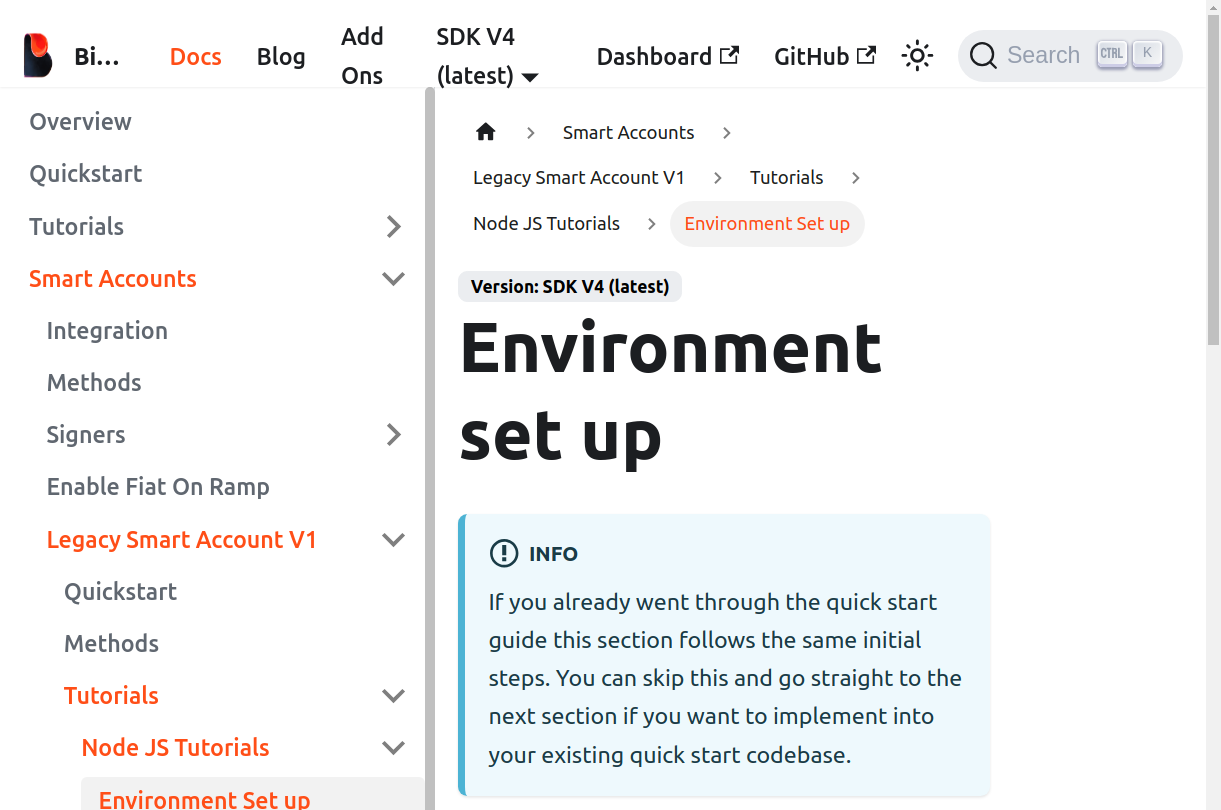 Bi...
Docs
Blog
Add Ons
SDK V4 (latest)
Dashboard
GitHub
Search CTRL K
Overview
Quickstart
Tutorials
Smart Accounts
Integration
Methods
Signers
Enable Fiat On Ramp
Legacy Smart Account V1
Quickstart
Methods
Tutorials
Node JS Tutorials
Environment Set up
Smart Accounts
Legacy Smart Account V1
Tutorials
Node JS Tutorials
Environment Set up
Version: SDK V4 (latest)
Environment
set up
INFO
If you already went through the quick start
guide this section follows the same initial
steps. You can skip this and go straight to the
next section if you want to implement into
your existing quick start codebase.